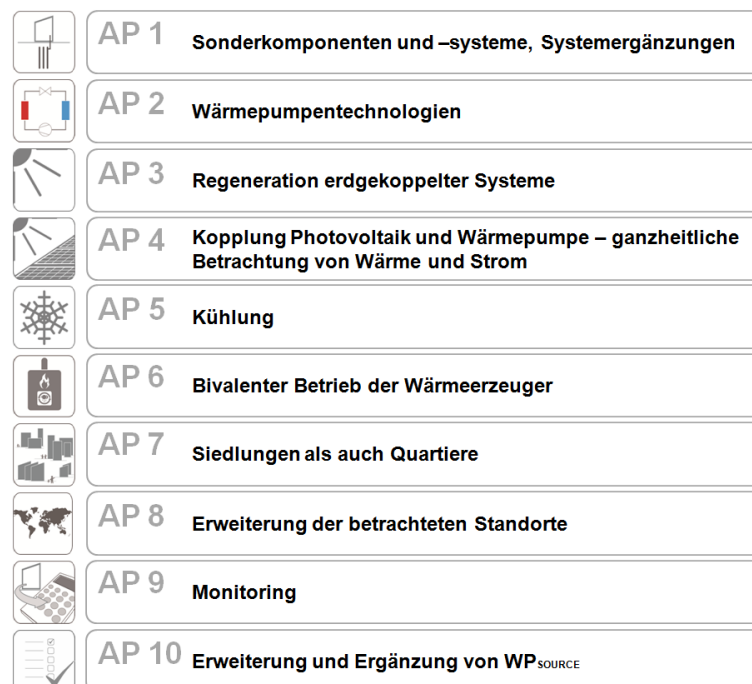 AP 1 Sonderkomponenten und –systeme, Systemergänzungen
AP 2 Wärmepumpentechnologien
AP 3 Regeneration erdgekoppelter Systeme
AP 4 Kopplung Photovoltaik und Wärmepumpe – ganzheitliche
Betrachtung von Wärme und Strom
AP 5 Kühlung
AP 6 Bivalenter Betrieb der Wärmeerzeuger
AP 7 Siedlungen als auch Quartiere
AP 8 Erweiterung der betrachteten Standorte
AP 9 Monitoring
AP 10 Erweiterung und Ergänzung von WPSOURCE